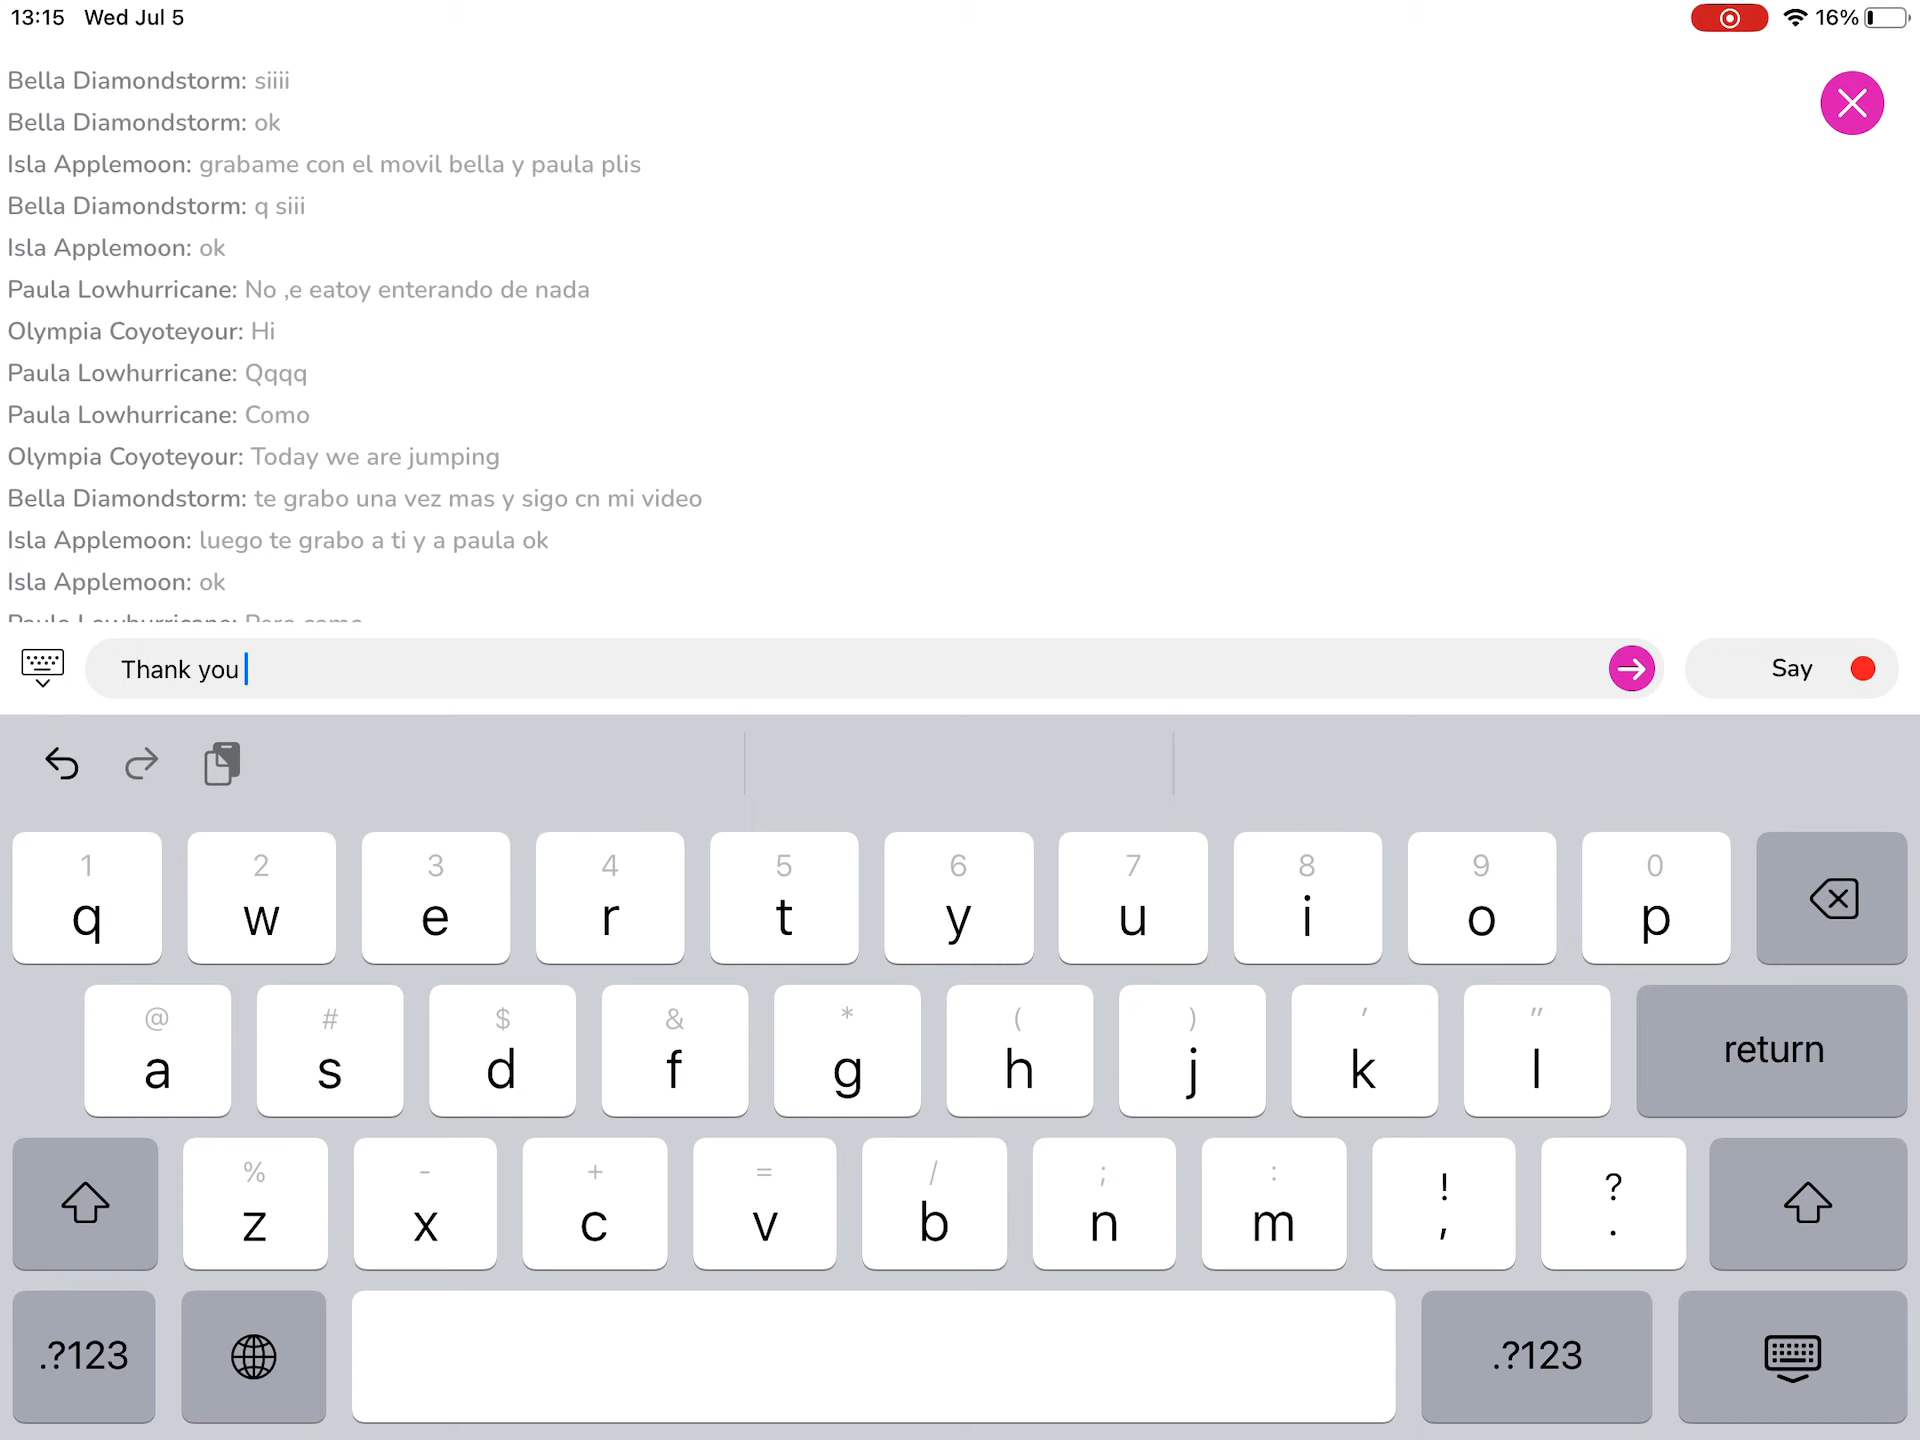 13:15 Wed Jul 5 16%
Bella Diamondstorm: siiii
Bella Diamondstorm: ok
Isla Applemoon: grabame con el movil bella y paula plis
Bella Diamondstorm: q siii
Isla Applemoon: ok
Paula Lowhurricane: No ,e eatoy enterando de nada
Olympia Coyoteyour: Hi
Paula Lowhurricane: Qqqq
Paula Lowhurricane: Como
Olympia Coyoteyour: Today we are jumping
Bella Diamondstorm: te grabo una vez mas y sigo cn mi video
Isla Applemoon: luego te grabo a ti y a paula ok
Isla Applemoon: ok
Paula Lowhurricane: Pero como
Thank you Say
1 2 3 4 5 6 7 8 9 0
q w e r t y u i o p
@ # $ & * ( ) ' "
a s d f g h j k l return
% - + = / ; : ! ?
z x c v b n m , .
.?123 .?123